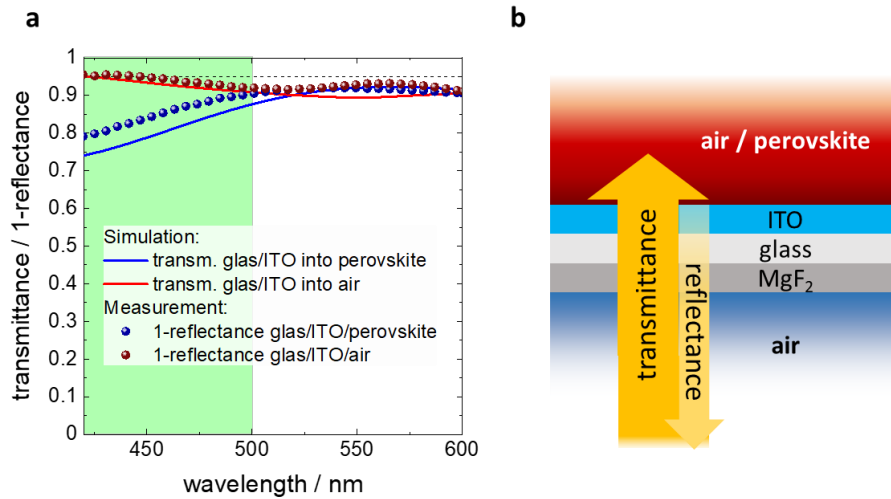 a
transmittance / 1-reflectance
1
0.9
0.8
0.7
0.6
0.5
0.4
0.3
0.2
0.1
0
450
500
550
600
wavelength / nm
Simulation:
transm. glas/ITO into perovskite
transm. glas/ITO into air
Measurement:
1-reflectance glas/ITO/perovskite
1-reflectance glas/ITO/air
b
air / perovskite
ITO
glass
MgF₂
air
transmittance
reflectance